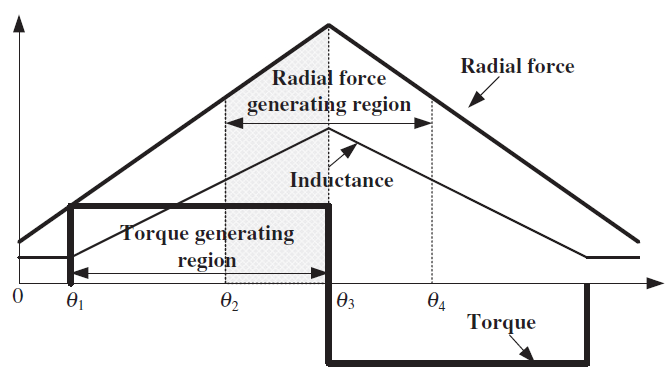 Radial force
Radial force
generating region
Inductance
Torque generating
region
0
θ1
θ2
θ3
θ4
Torque